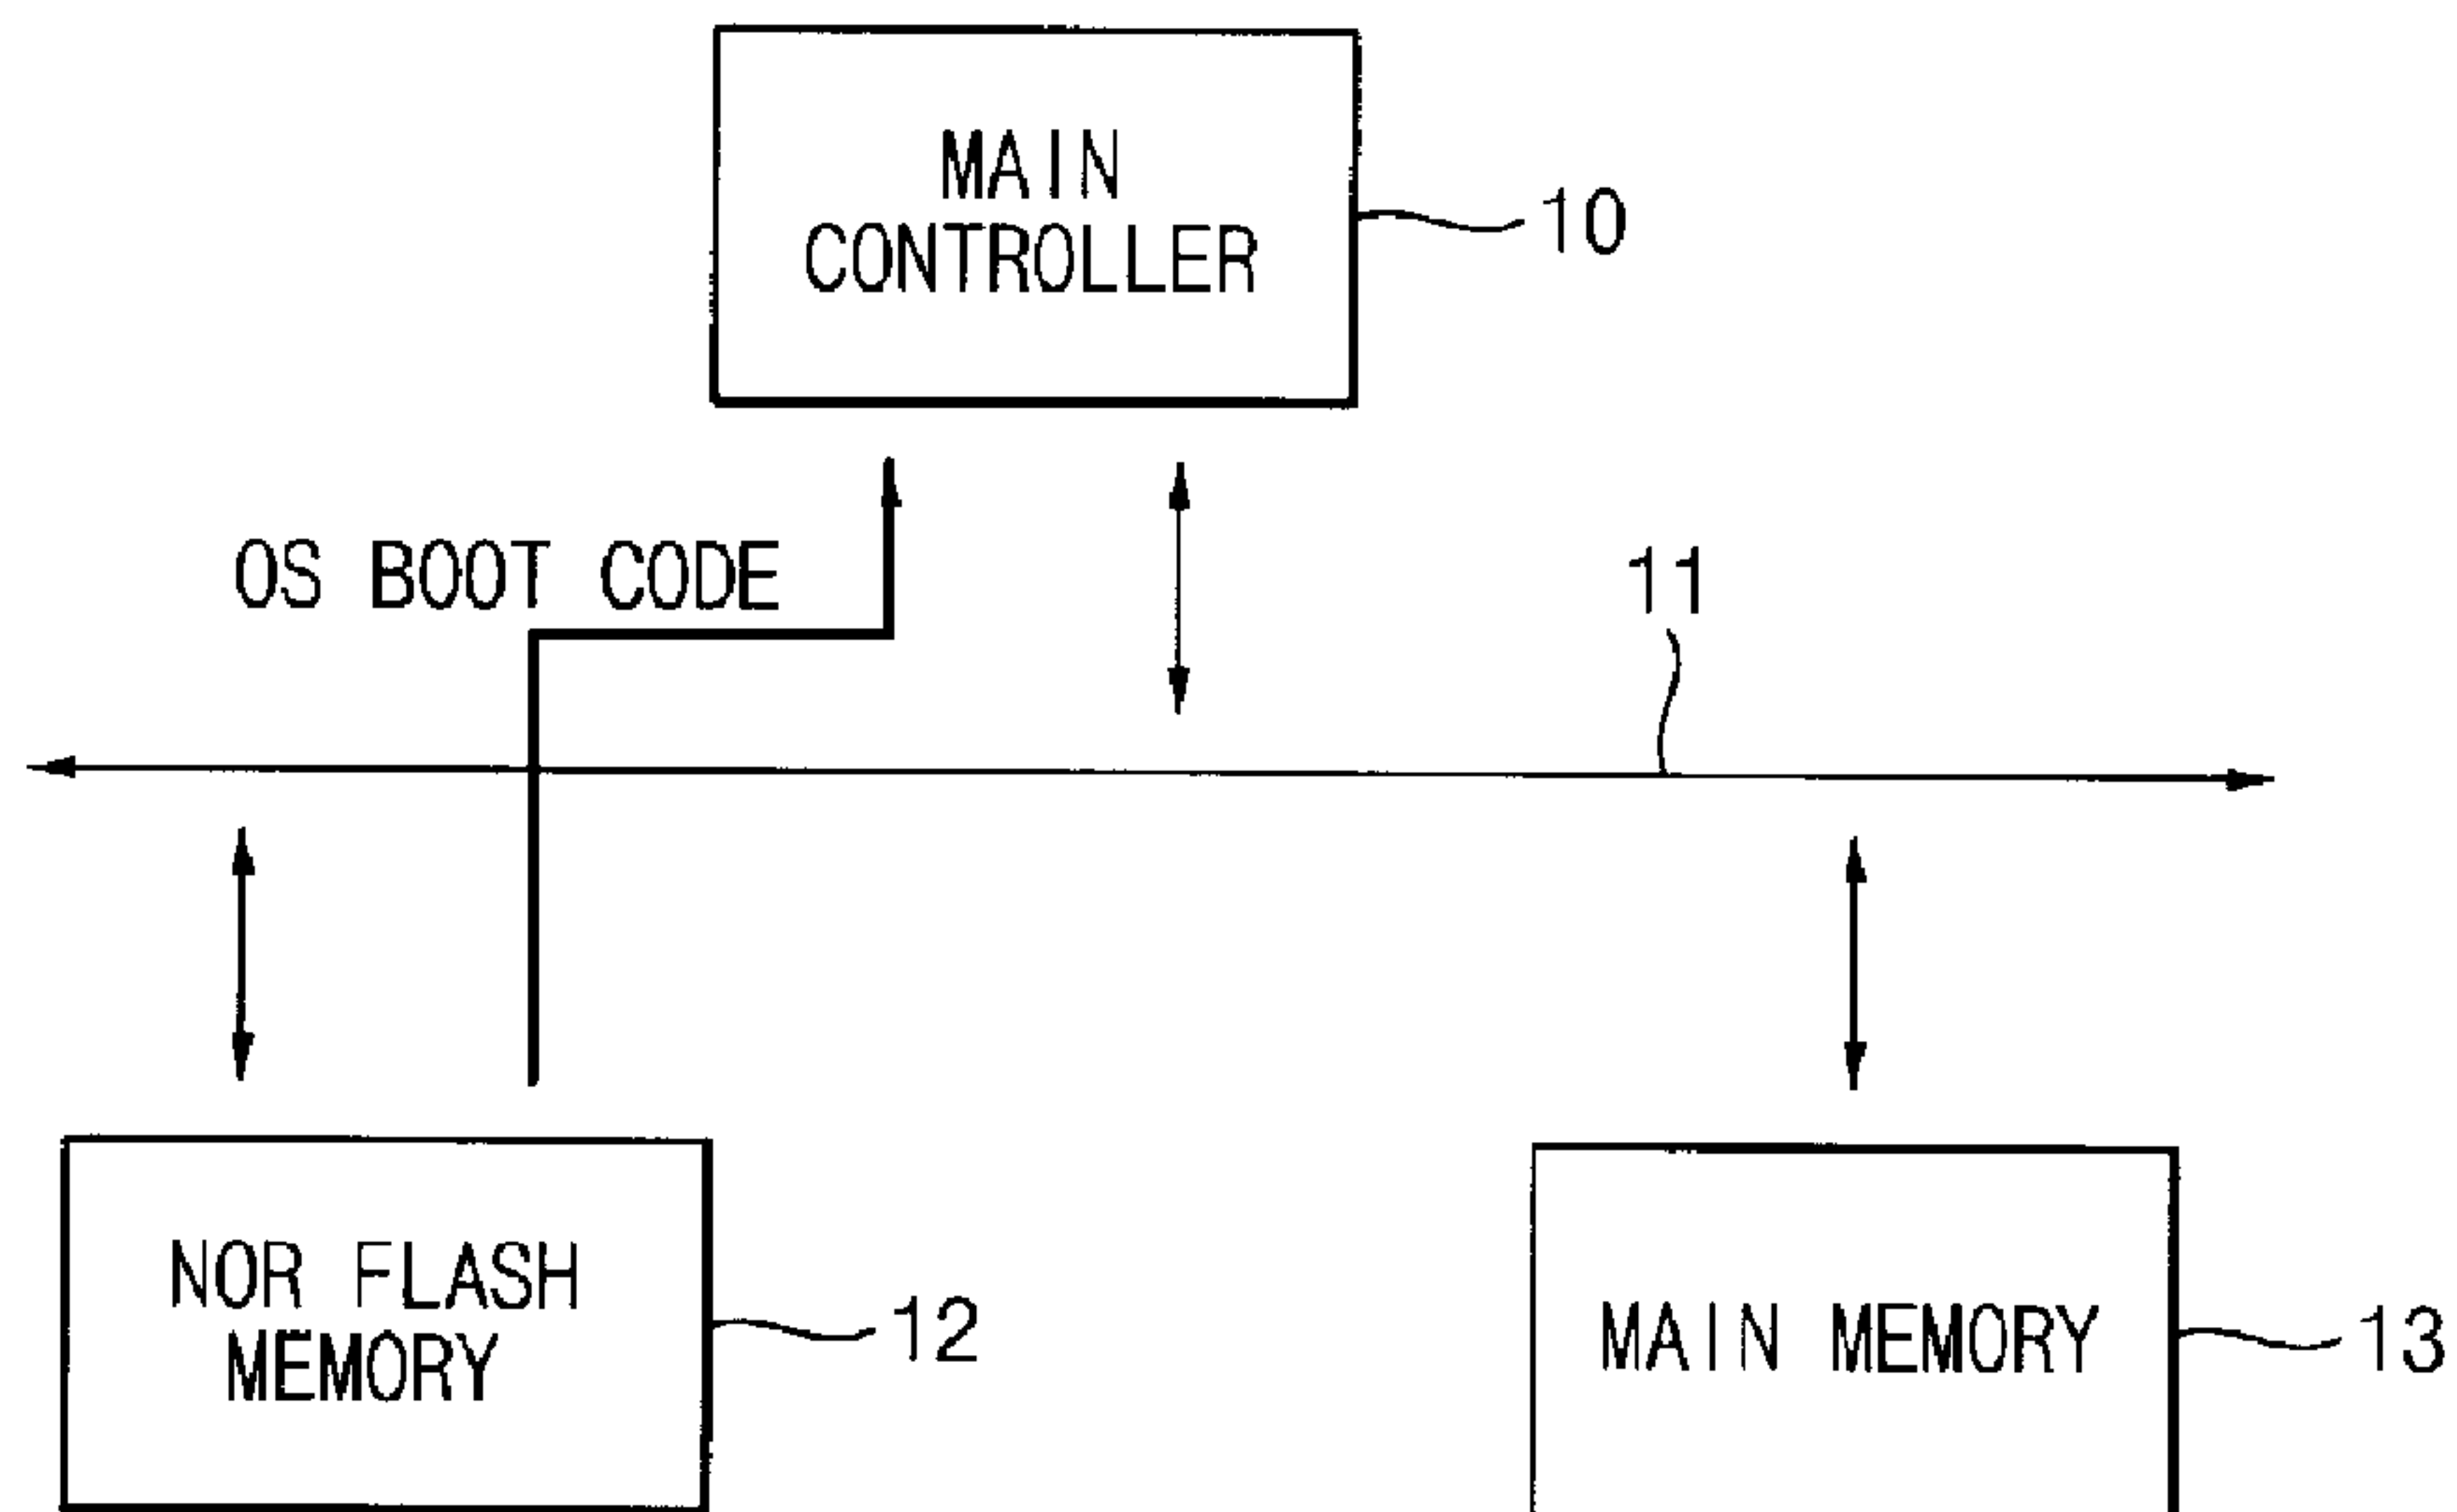 MAIN
CONTROLLER
10
OS BOOT CODE
11
NOR FLASH
MEMORY
12
MAIN MEMORY
13